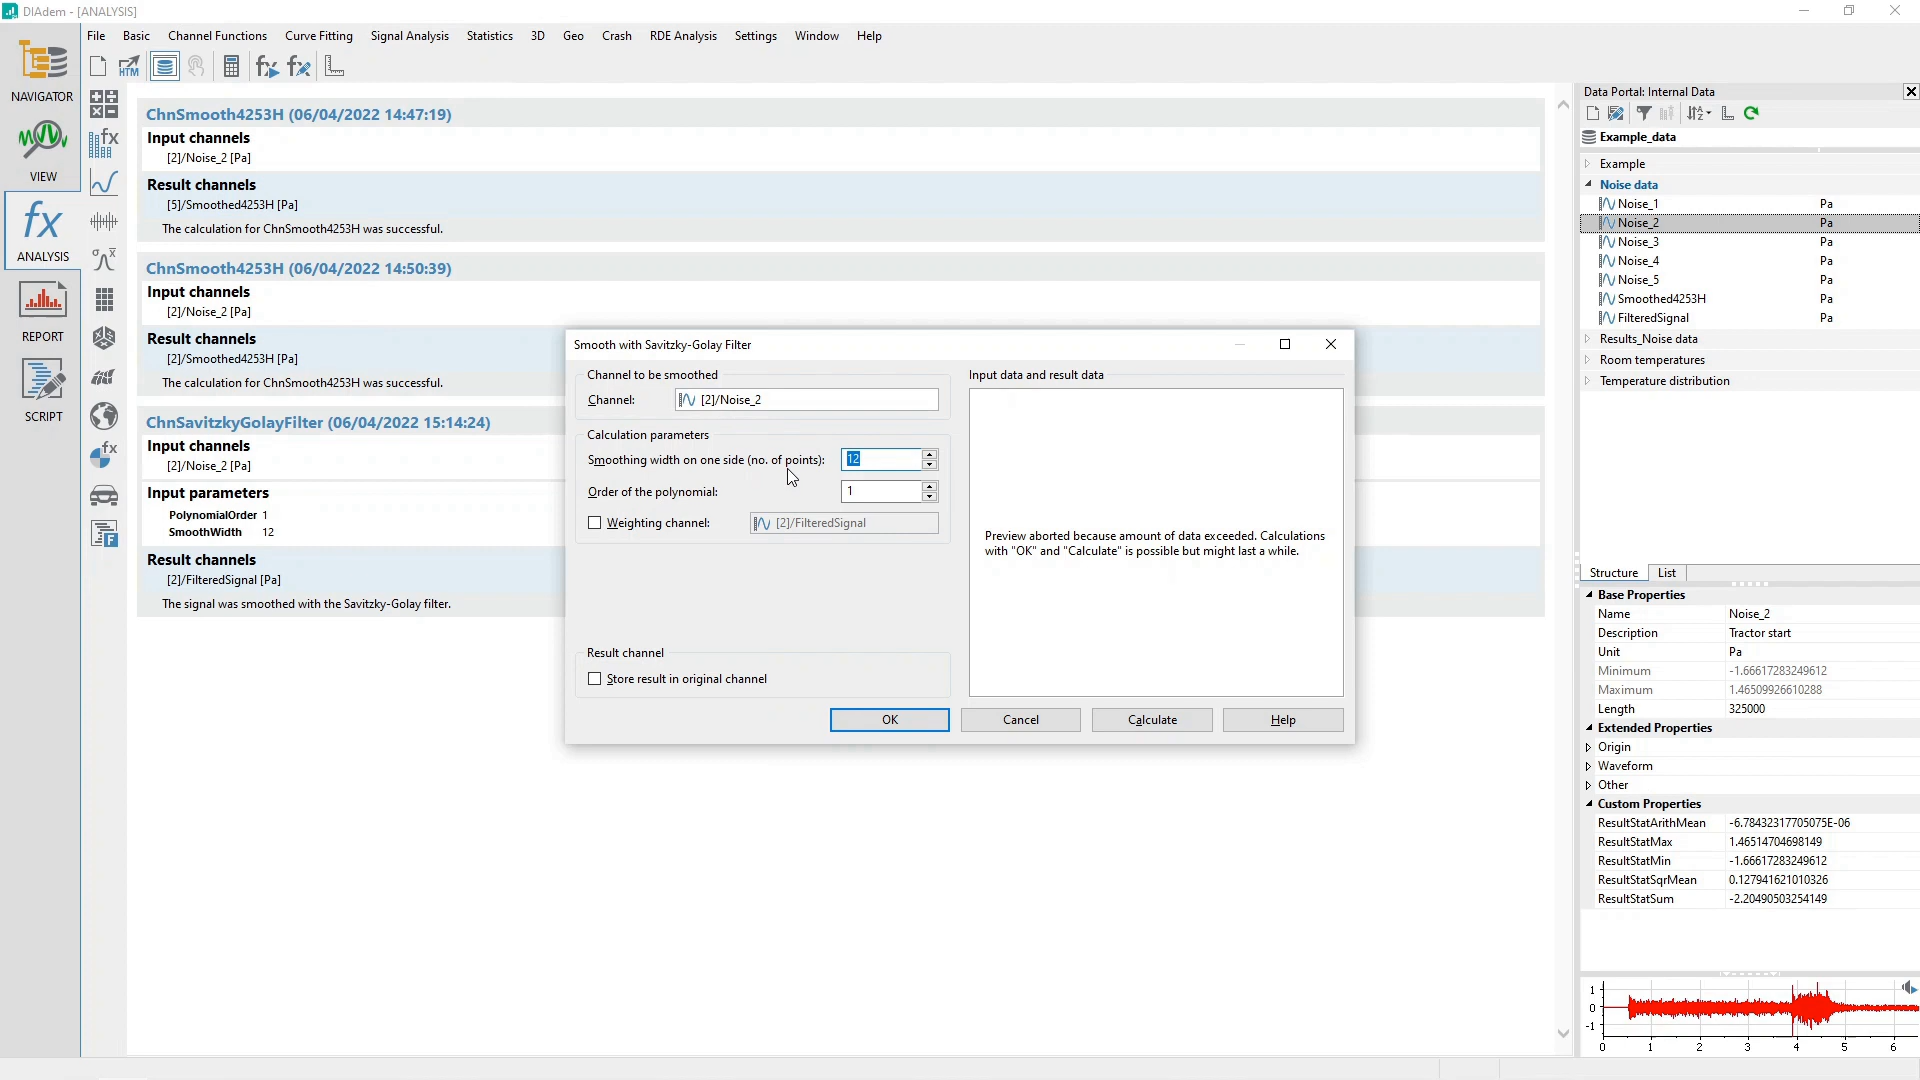 DIAdem - [ANALYSIS]
File Basic Channel Functions Curve Fitting Signal Analysis Statistics 3D Geo Crash RDE Analysis Settings Window Help
NAVIGATOR
VIEW
ANALYSIS
REPORT
SCRIPT
ChnSmooth4253H (06/04/2022 14:47:19)
Input channels
[2]/Noise_2 [Pa]
Result channels
[5]/Smoothed4253H [Pa]
The calculation for ChnSmooth4253H was successful.
ChnSmooth4253H (06/04/2022 14:50:39)
Input channels
[2]/Noise_2 [Pa]
Result channels
[2]/Smoothed4253H [Pa]
The calculation for ChnSmooth4253H was successful.
ChnSavitzkyGolayFilter (06/04/2022 15:14:24)
Input channels
[2]/Noise_2 [Pa]
Input parameters
PolynomialOrder 1
SmoothWidth 12
Result channels
[2]/FilteredSignal [Pa]
The signal was smoothed with the Savitzky-Golay filter.
Smooth with Savitzky-Golay Filter
Channel to be smoothed
Channel: [2]/Noise_2
Calculation parameters
Smoothing width on one side (no. of points): 12
Order of the polynomial: 1
Weighting channel: [2]/FilteredSignal
Result channel
Store result in original channel
Input data and result data
Preview aborted because amount of data exceeded. Calculations
with "OK" and "Calculate" is possible but might last a while.
OK Cancel Calculate Help
Data Portal: Internal Data
Example_data
Example
Noise data
Noise_1 Pa
Noise_2 Pa
Noise_3 Pa
Noise_4 Pa
Noise_5 Pa
Smoothed4253H Pa
FilteredSignal Pa
Results_Noise data
Room temperatures
Temperature distribution
Structure List
Base Properties
Name Noise_2
Description Tractor start
Unit Pa
Minimum -1.66617283249612
Maximum 1.46509926610288
Length 325000
Extended Properties
Origin
Waveform
Other
Custom Properties
ResultStatArithMean -6.78432317705075E-06
ResultStatMax 1.46514704698149
ResultStatMin -1.66617283249612
ResultStatSqrMean 0.127941621010326
ResultStatSum -2.20490503254149
1
0
-1
0 1 2 3 4 5 6